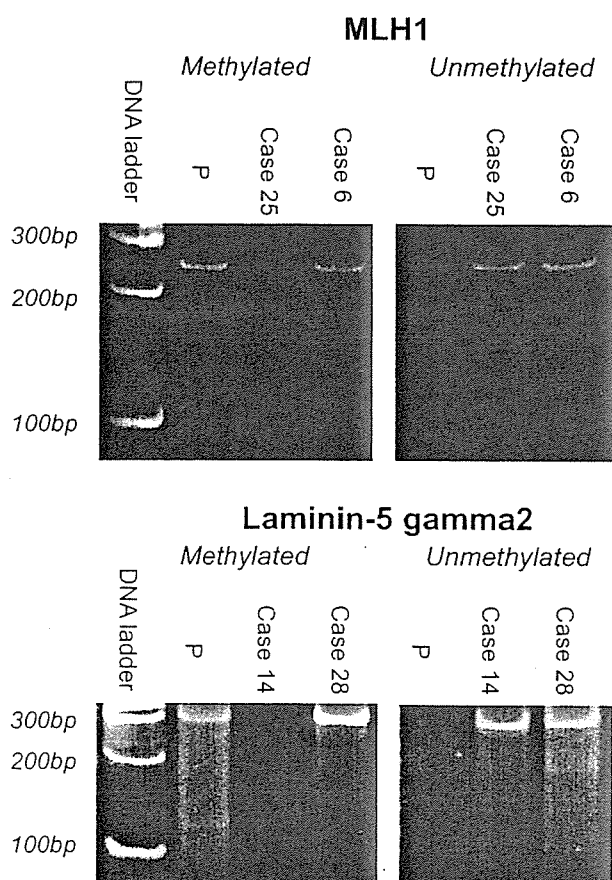 MLH1
Methylated Unmethylated
DNA ladder P Case 25 Case 6 P Case 25 Case 6
300bp
200bp
100bp
Laminin-5 gamma2
Methylated Unmethylated
DNA ladder P Case 14 Case 28 P Case 14 Case 28
300bp
200bp
100bp